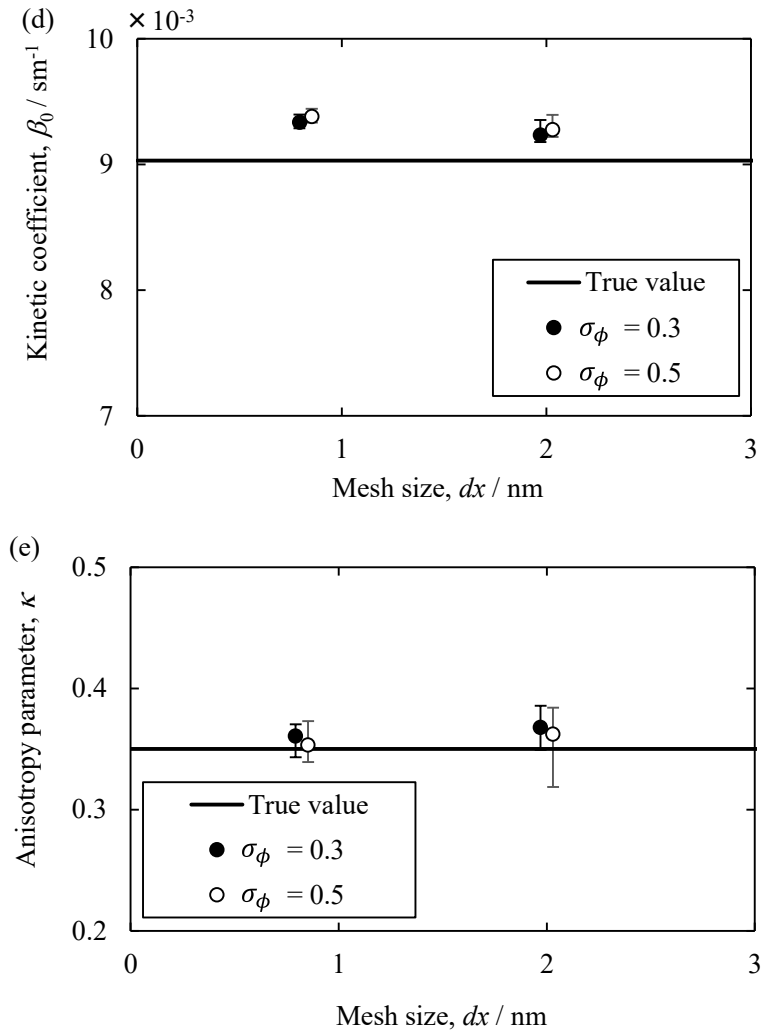 (d)
× 10⁻³
10
9
8
7
Kinetic coefficient, β₀ / sm⁻¹
True value
σ_ϕ = 0.3
σ_ϕ = 0.5
0 1 2 3
Mesh size, dx / nm
(e)
0.5
0.4
0.3
0.2
Anisotropy parameter, κ
True value
σ_ϕ = 0.3
σ_ϕ = 0.5
0 1 2 3
Mesh size, dx / nm